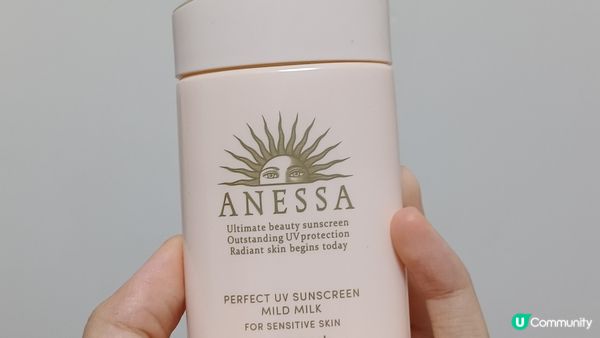 ANESSA
Ultimate beauty sunscreen
Outstanding UV protection
Radiant skin begins today
PERFECT UV SUNSCREEN
MILD MILK
FOR SENSITIVE SKIN
U Community